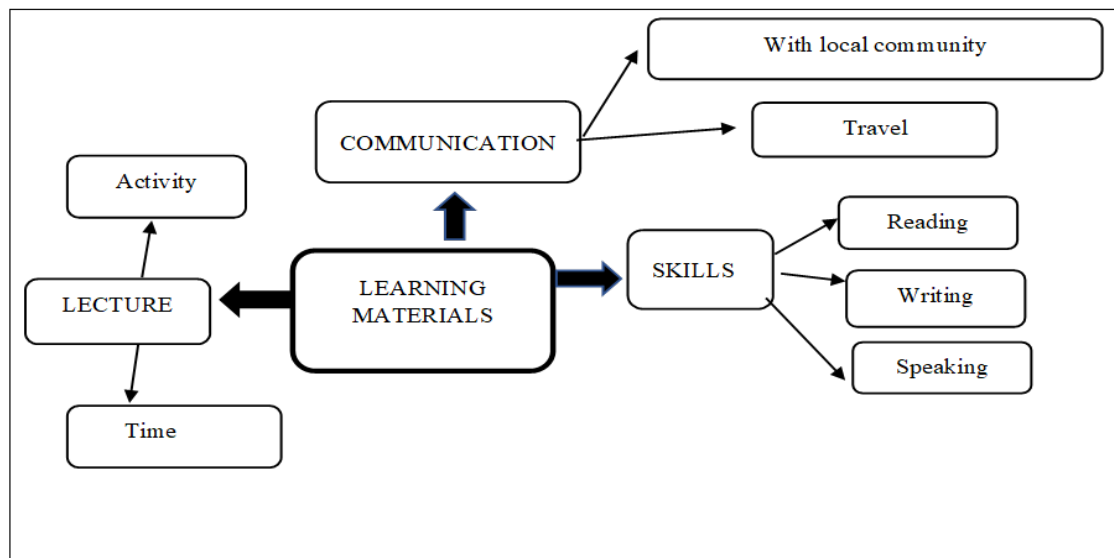 With local community
COMMUNICATION
Travel
Activity
Reading
SKILLS
LEARNING
MATERIALS
LECTURE
Writing
Speaking
Time